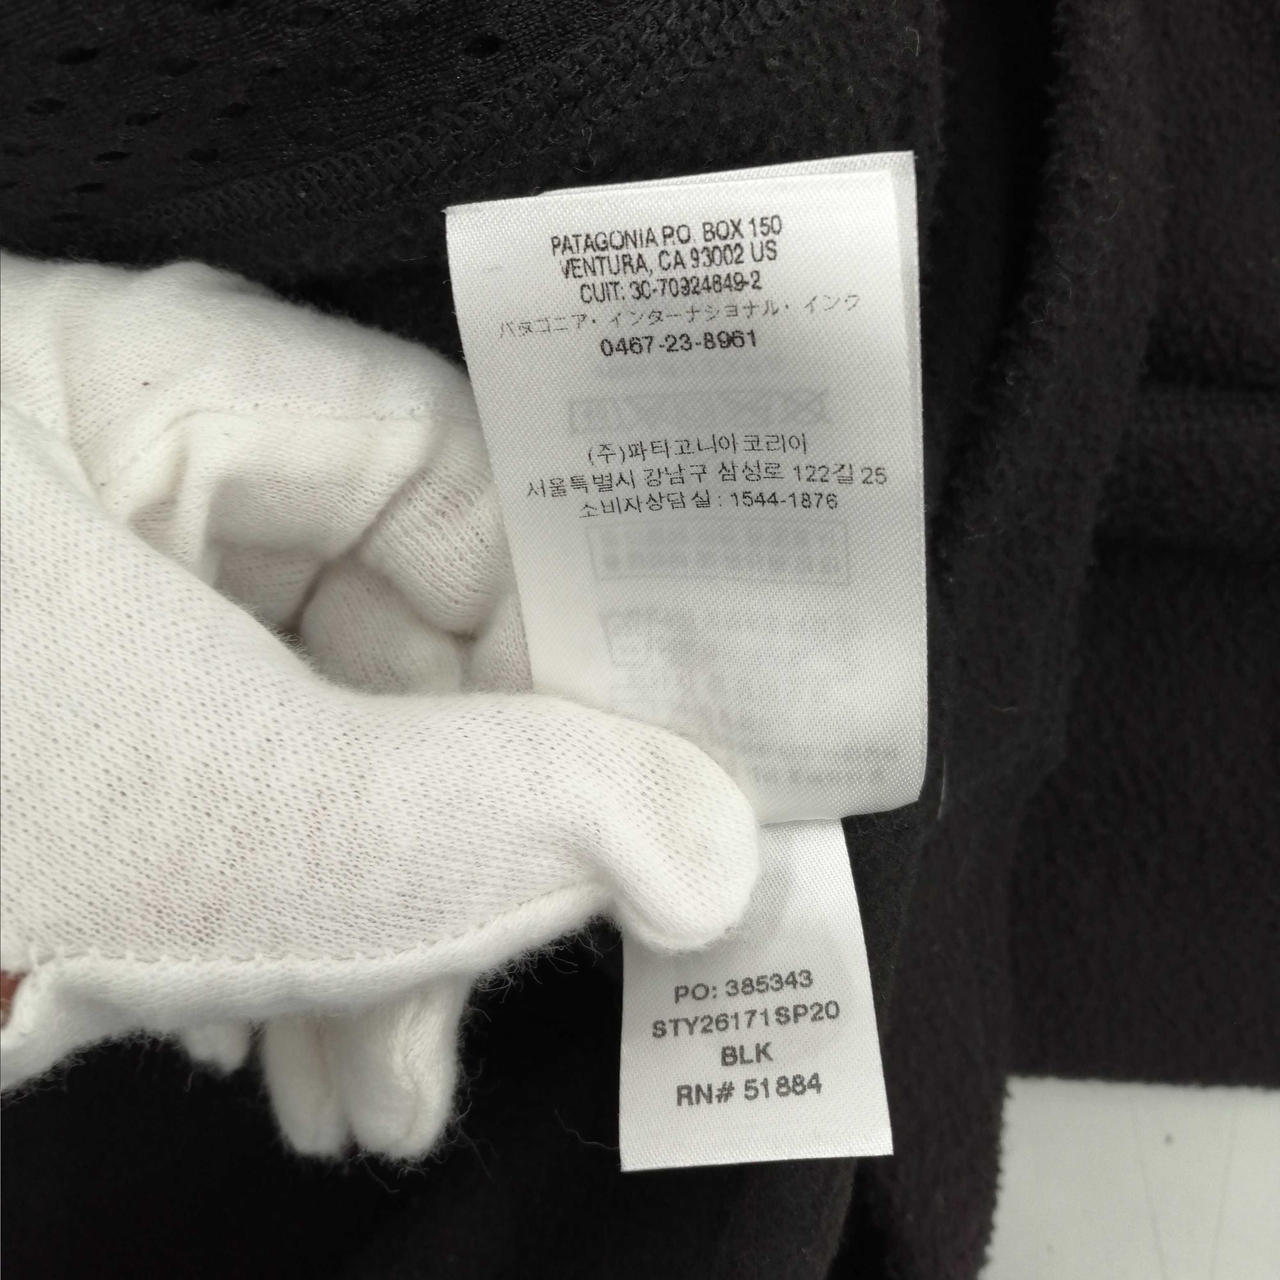 PATAGONIA P.O. BOX 150
VENTURA, CA 93002 US
CUIT: 30-70924649-2
パタゴニア・インターナショナル・インク
0467-23-8961
(주)파타고니아코리아
서울특별시 강남구 삼성로 122길 25
소비자상담실 : 1544-1876
PO: 385343
STY26171SP20
BLK
RN# 51884